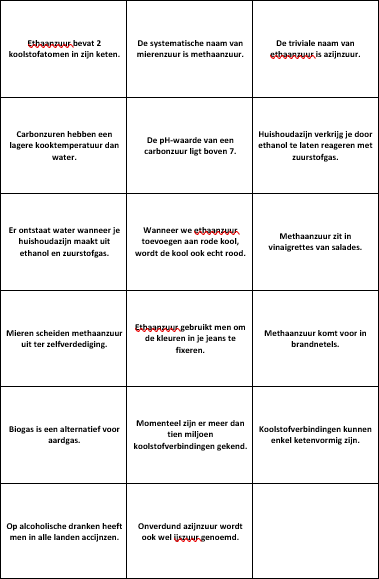 Ethaanzuur bevat 2
koolstofatomen in zijn keten.
De systematische naam van
mierenzuur is methaanzuur.
De triviale naam van
ethaanzuur is azijnzuur.
Carbonzuren hebben een
lagere kooktemperatuur dan
water.
De pH-waarde van een
carbonzuur ligt boven 7.
Huishoudazijn verkrijg je door
ethanol te laten reageren met
zuurstofgas.
Er ontstaat water wanneer je
huishoudazijn maakt uit
ethanol en zuurstofgas.
Wanneer we ethaanzuur
toevoegen aan rode kool,
wordt de kool ook echt rood.
Methaanzuur zit in
vinaigrettes van salades.
Mieren scheiden methaanzuur
uit ter zelfverdediging.
Ethaanzuur gebruikt men om
de kleuren in je jeans te
fixeren.
Methaanzuur komt voor in
brandnetels.
Biogas is een alternatief voor
aardgas.
Momenteel zijn er meer dan
tien miljoen
koolstofverbindingen gekend.
Koolstofverbindingen kunnen
enkel ketenvormig zijn.
Op alcoholische dranken heeft
men in alle landen accijnzen.
Onverdund azijnzuur wordt
ook wel ijszuur genoemd.